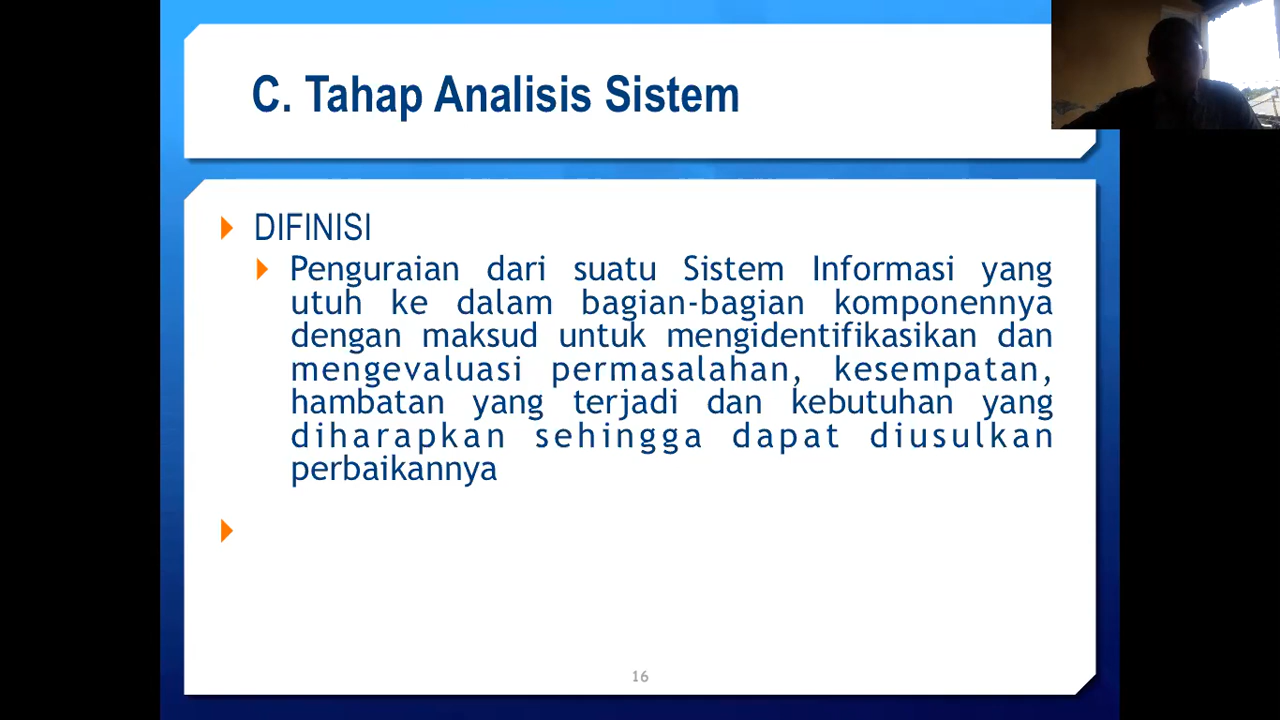 C. Tahap Analisis Sistem
DIFINISI
Penguraian dari suatu Sistem Informasi yang
utuh ke dalam bagian-bagian komponennya
dengan maksud untuk mengidentifikasikan dan
mengevaluasi permasalahan, kesempatan,
hambatan yang terjadi dan kebutuhan yang
diharapkan sehingga dapat diusulkan
perbaikannya
16